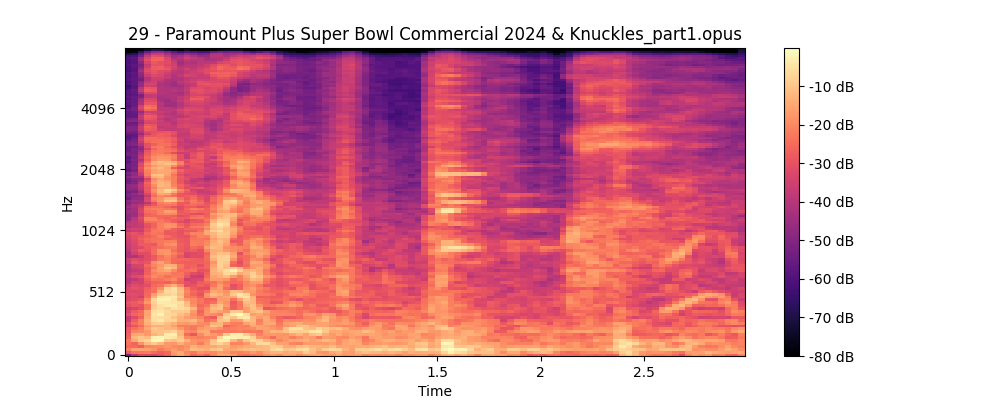 29 - Paramount Plus Super Bowl Commercial 2024 & Knuckles_part1.opus
Hz
4096
2048
1024
512
0
0 0.5 1 1.5 2 2.5
Time
-10 dB
-20 dB
-30 dB
-40 dB
-50 dB
-60 dB
-70 dB
-80 dB